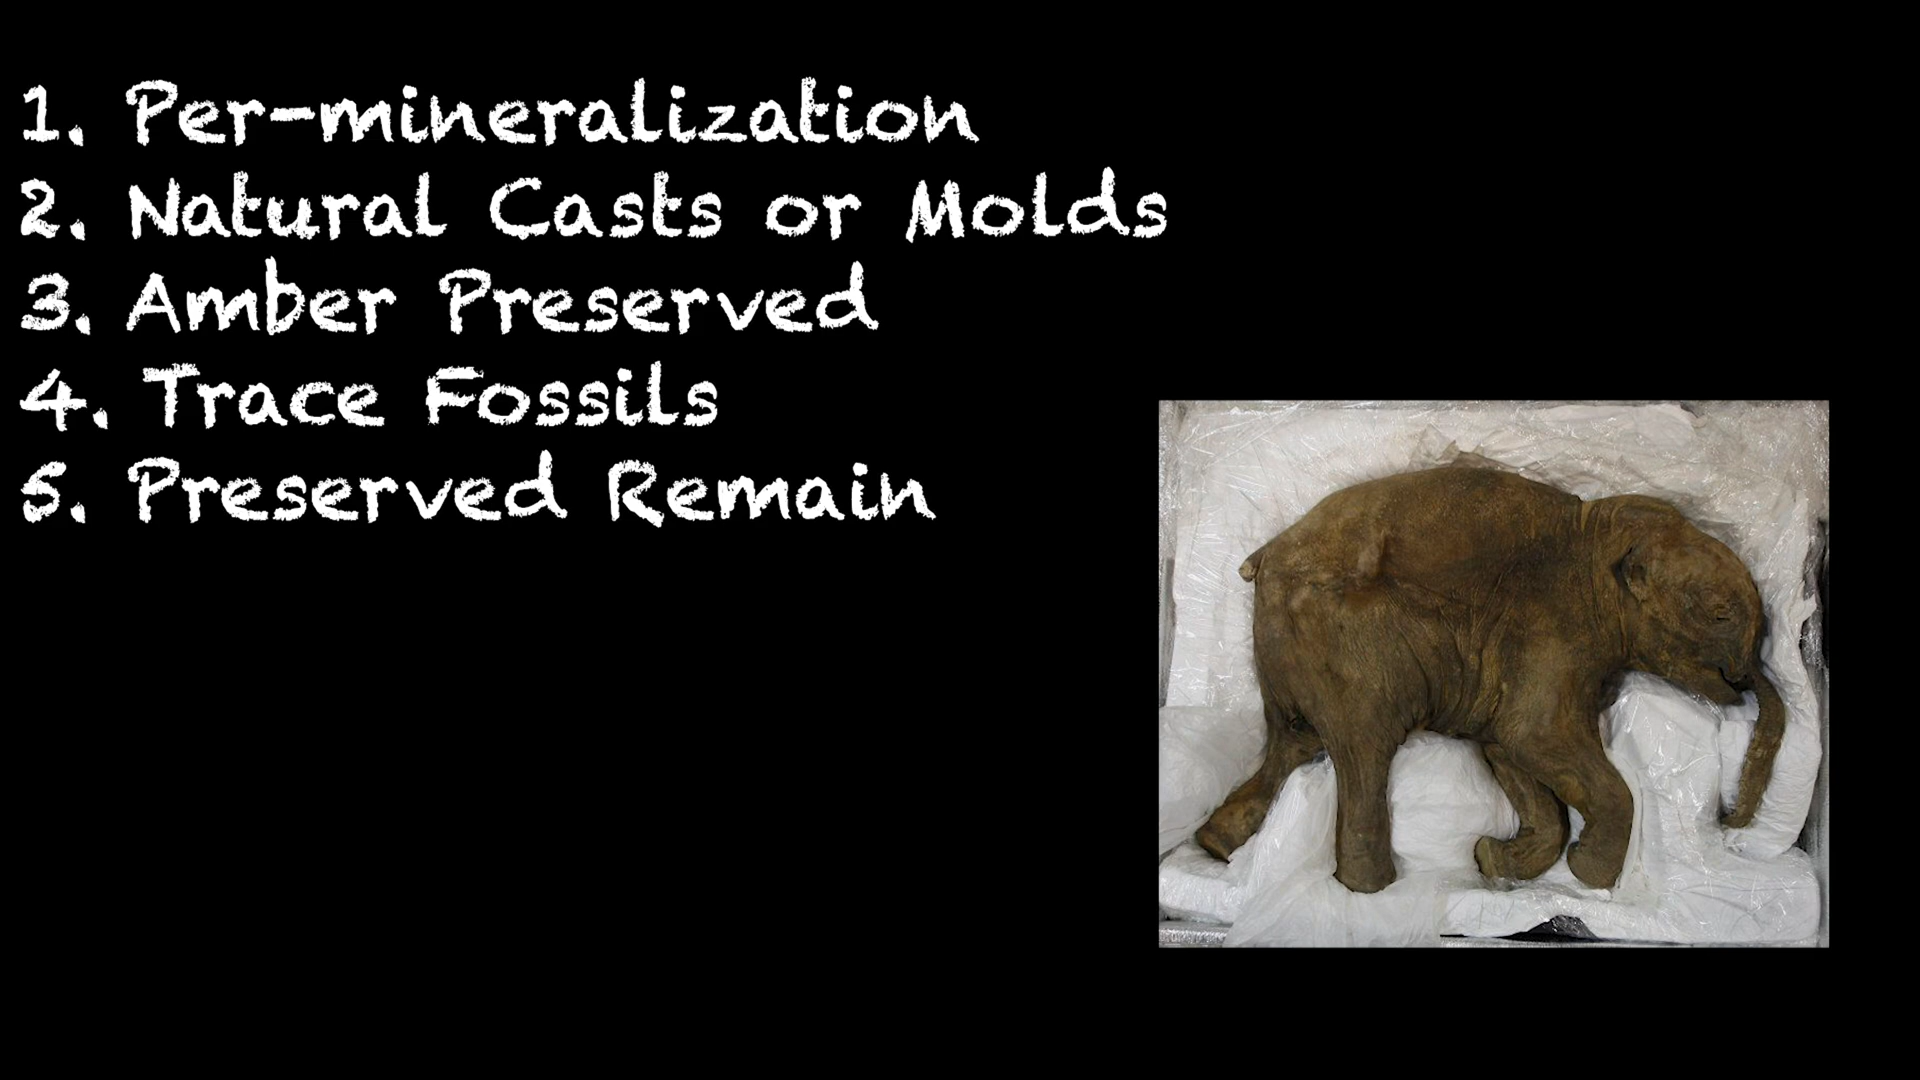 1. Per-mineralization
2. Natural Casts or Molds
3. Amber Preserved
4. Trace Fossils
5. Preserved Remain